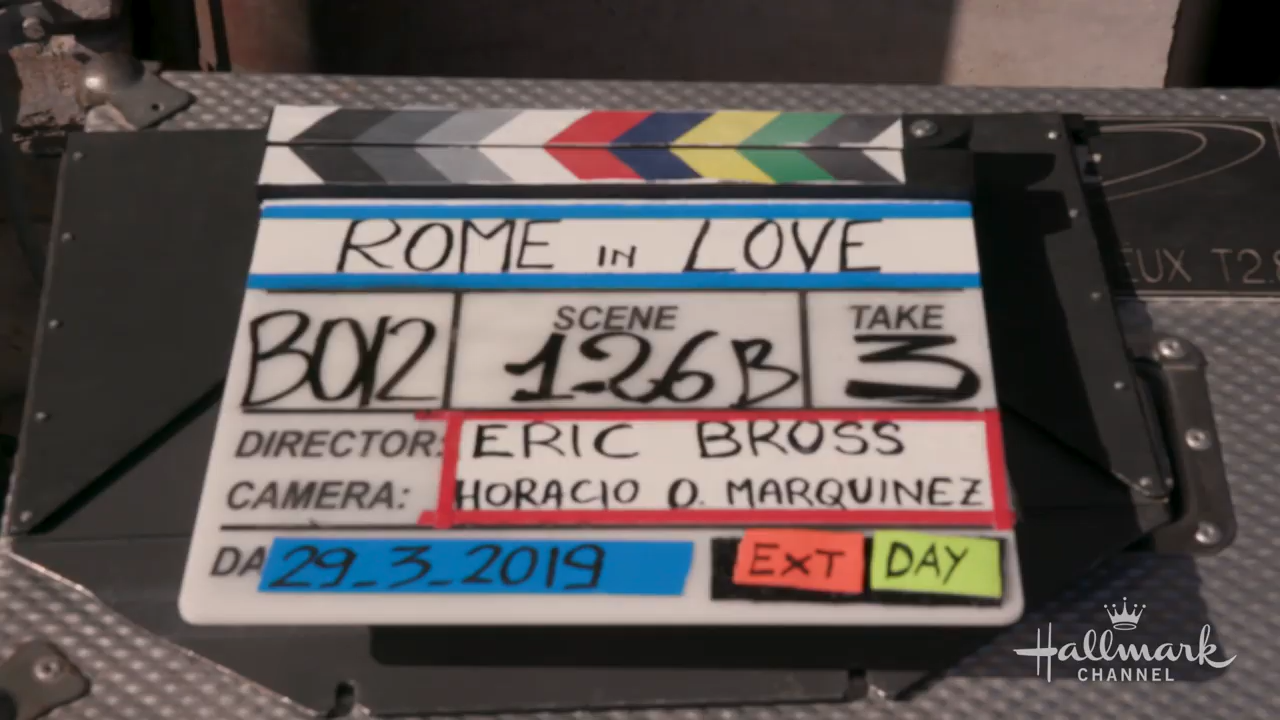 ROME IN LOVE
B012
SCENE
126B
TAKE
3
DIRECTOR: ERIC BROSS
CAMERA: HORACIO O. MARQUINEZ
DA 29_3_2019
EXT DAY
EUX T2.
Hallmark
CHANNEL